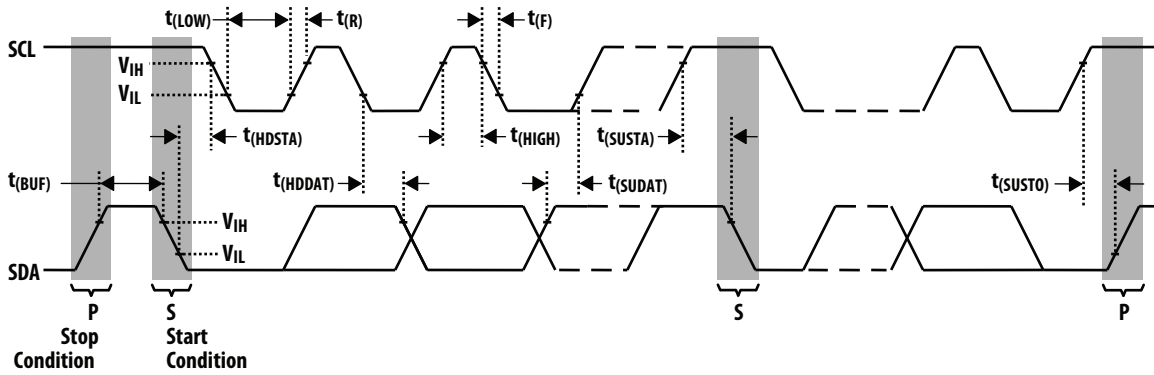 t(LOW)
t(R)
t(F)
SCL
VIH
VIL
t(HDSTA)
t(HIGH)
t(SUSTA)
t(BUF)
t(HDDAT)
t(SUDAT)
t(SUSTO)
VIH
VIL
SDA
P
S
S
P
Stop
Condition
Start
Condition